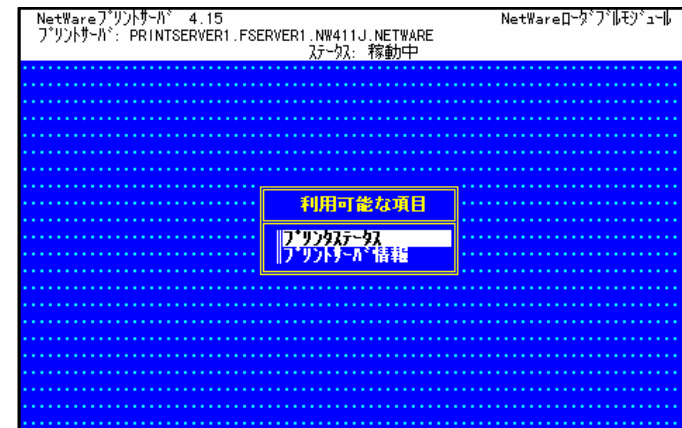 NetWareプリントサーバ 4.15 NetWareローダブルモジュール
プリントサーバ: PRINTSERVER1.FSERVER1.NW411J.NETWARE
ステータス: 稼動中
利用可能な項目
プリンタステータス
プリントサーバ情報